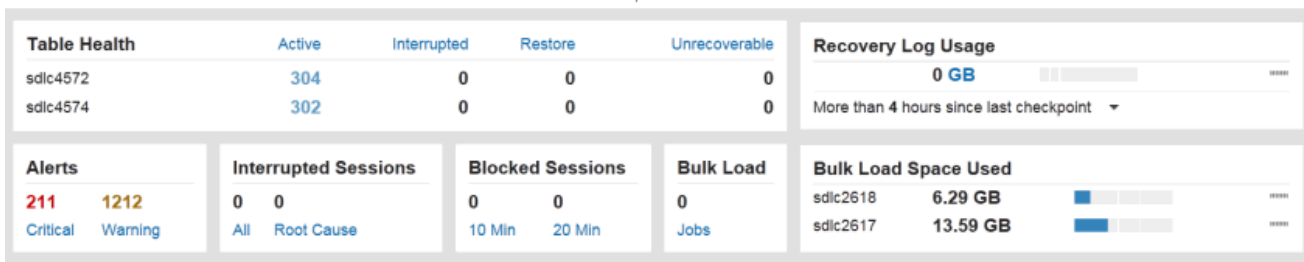 Table Health Active Interrupted Restore Unrecoverable
sdlc4572 304 0 0 0
sdlc4574 302 0 0 0
Recovery Log Usage
0 GB
More than 4 hours since last checkpoint
Alerts
211 1212
Critical Warning
Interrupted Sessions
0 0
All Root Cause
Blocked Sessions
0 0
10 Min 20 Min
Bulk Load
0
Jobs
Bulk Load Space Used
sdlc2618 6.29 GB
sdlc2617 13.59 GB